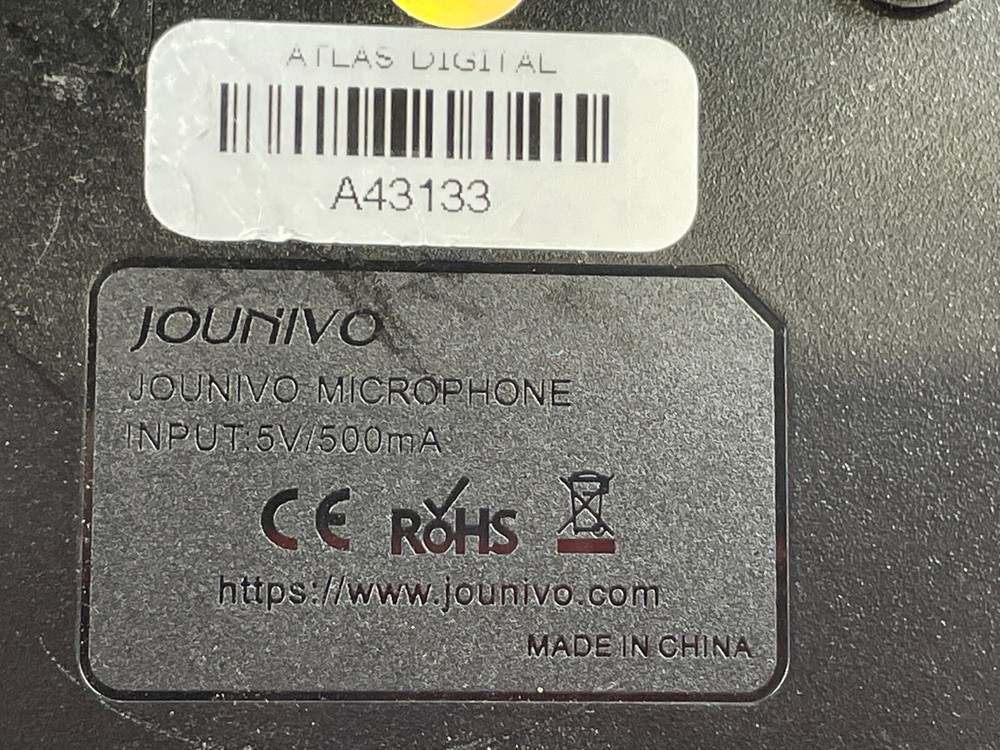 ATLAS DIGITAL
A43133
JOUNIVO
JOUNIVO MICROPHONE
INPUT:5V/500mA
CE RoHS
https://www.jounivo.com
MADE IN CHINA